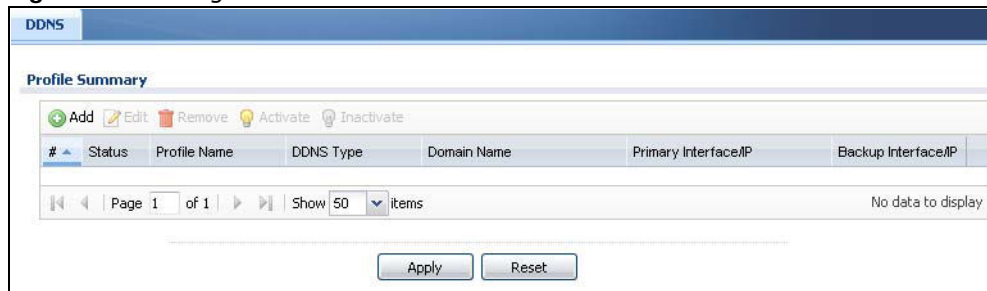 DDNS
Profile Summary
Add Edit Remove Activate Inactivate
# Status Profile Name DDNS Type Domain Name Primary Interface/IP Backup Interface/IP
Page 1 of 1 Show 50 items No data to display
Apply Reset